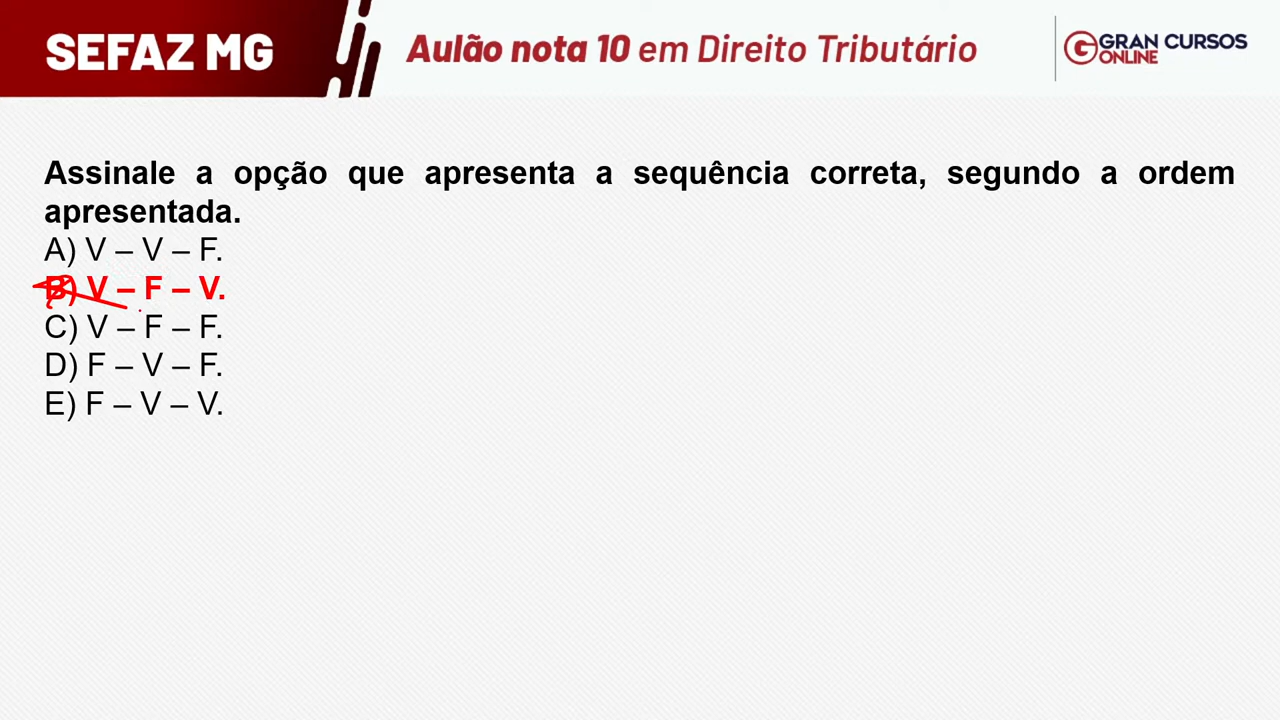 SEFAZ MG
Aulão nota 10 em Direito Tributário
GRAN CURSOS
ONLINE
Assinale a opção que apresenta a sequência correta, segundo a ordem
apresentada.
A) V – V – F.
B) V – F – V.
C) V – F – F.
D) F – V – F.
E) F – V – V.